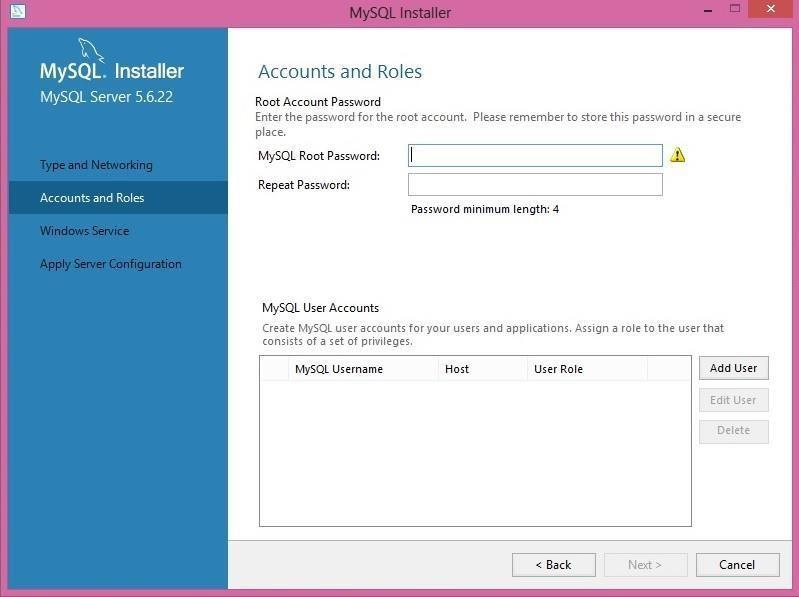 MySQL Installer
MySQL. Installer
MySQL Server 5.6.22
Type and Networking
Accounts and Roles
Windows Service
Apply Server Configuration
Accounts and Roles
Root Account Password
Enter the password for the root account. Please remember to store this password in a secure
place.
MySQL Root Password:
Repeat Password:
Password minimum length: 4
MySQL User Accounts
Create MySQL user accounts for your users and applications. Assign a role to the user that
consists of a set of privileges.
MySQL Username Host User Role
Add User
Edit User
Delete
< Back Next > Cancel